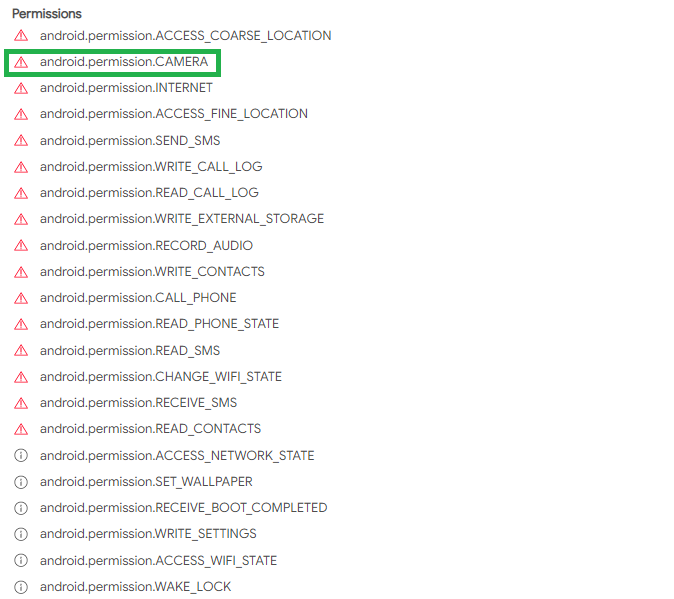 Permissions
android.permission.ACCESS_COARSE_LOCATION
android.permission.CAMERA
android.permission.INTERNET
android.permission.ACCESS_FINE_LOCATION
android.permission.SEND_SMS
android.permission.WRITE_CALL_LOG
android.permission.READ_CALL_LOG
android.permission.WRITE_EXTERNAL_STORAGE
android.permission.RECORD_AUDIO
android.permission.WRITE_CONTACTS
android.permission.CALL_PHONE
android.permission.READ_PHONE_STATE
android.permission.READ_SMS
android.permission.CHANGE_WIFI_STATE
android.permission.RECEIVE_SMS
android.permission.READ_CONTACTS
android.permission.ACCESS_NETWORK_STATE
android.permission.SET_WALLPAPER
android.permission.RECEIVE_BOOT_COMPLETED
android.permission.WRITE_SETTINGS
android.permission.ACCESS_WIFI_STATE
android.permission.WAKE_LOCK